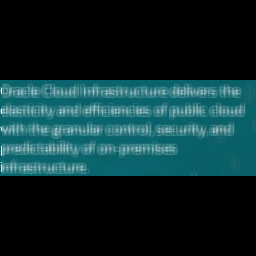 Oracle Cloud Infrastructure delivers the
elasticity and efficiencies of public cloud
with the granular control, security, and
predictability of on-premises
infrastructure.